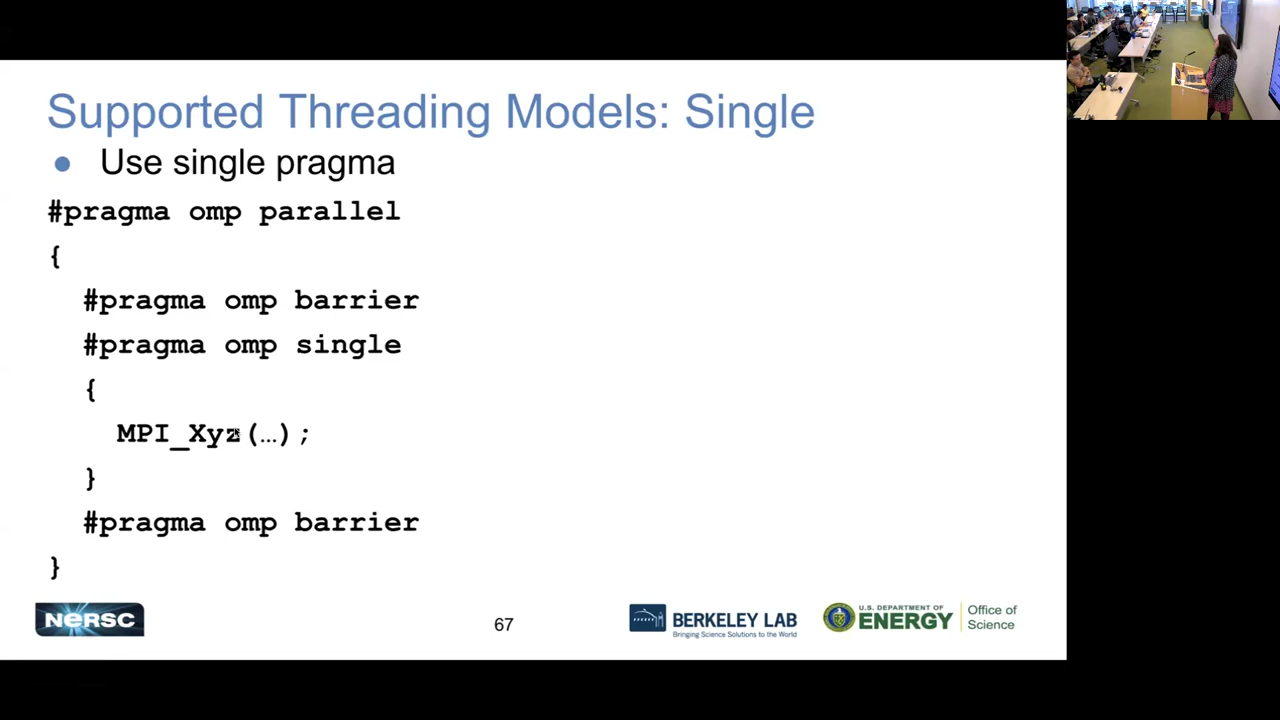 Supported Threading Models: Single
● Use single pragma
#pragma omp parallel
{
#pragma omp barrier
#pragma omp single
{
MPI_Xyz(…);
}
#pragma omp barrier
}
NERSC
67
BERKELEY LAB
Bringing Science Solutions to the World
U.S. DEPARTMENT OF
ENERGY
Office of
Science